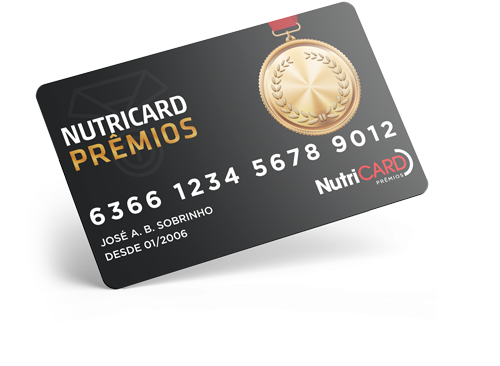 NUTRICARD
PRÊMIOS
6366 1234 5678 9012
JOSÉ A. B. SOBRINHO
DESDE 01/2006
NutriCARD
PRÊMIOS